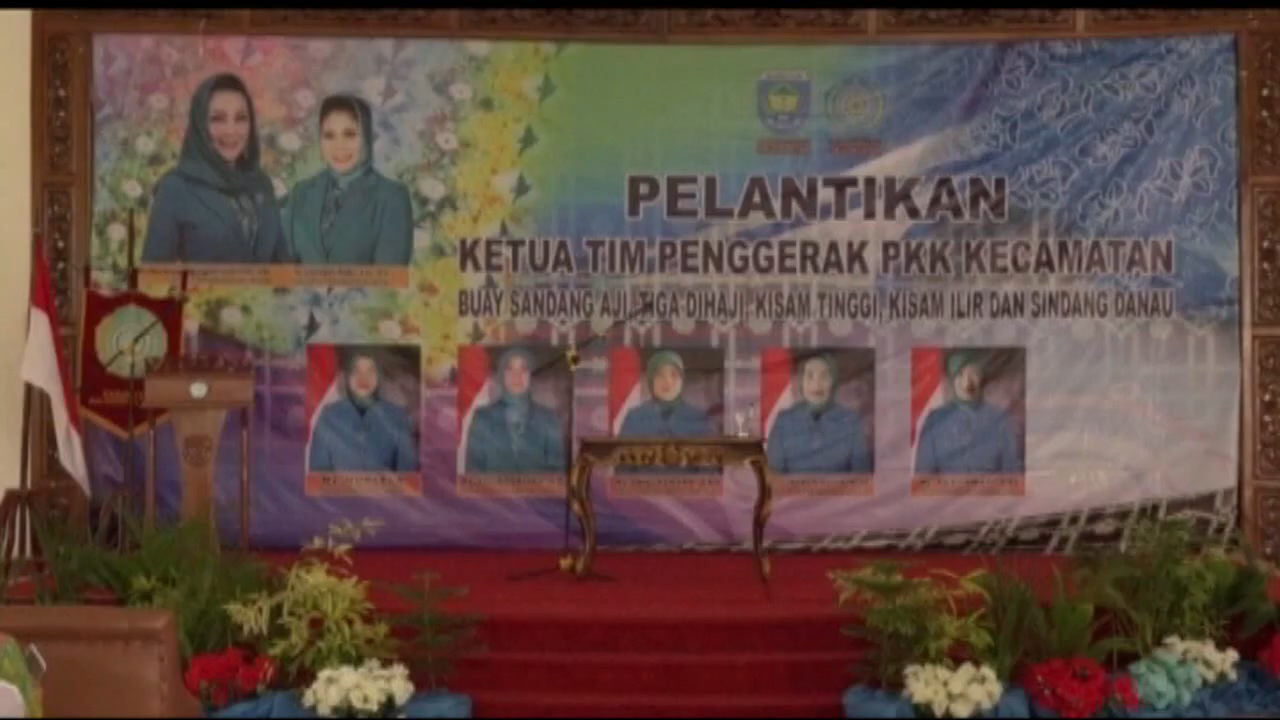 PELANTIKAN
KETUA TIM PENGGERAK PKK KECAMATAN
BUAY SANDANG AJI, TIGA DIHAJI, KISAM TINGGI, KISAM ILIR DAN SINDANG DANAU